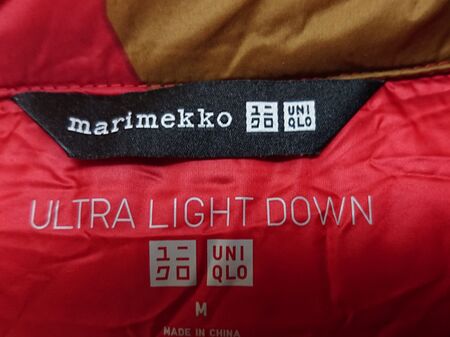 marimekko ユニクロ UNIQLO
ULTRA LIGHT DOWN
ユニクロ UNIQLO
M
MADE IN CHINA